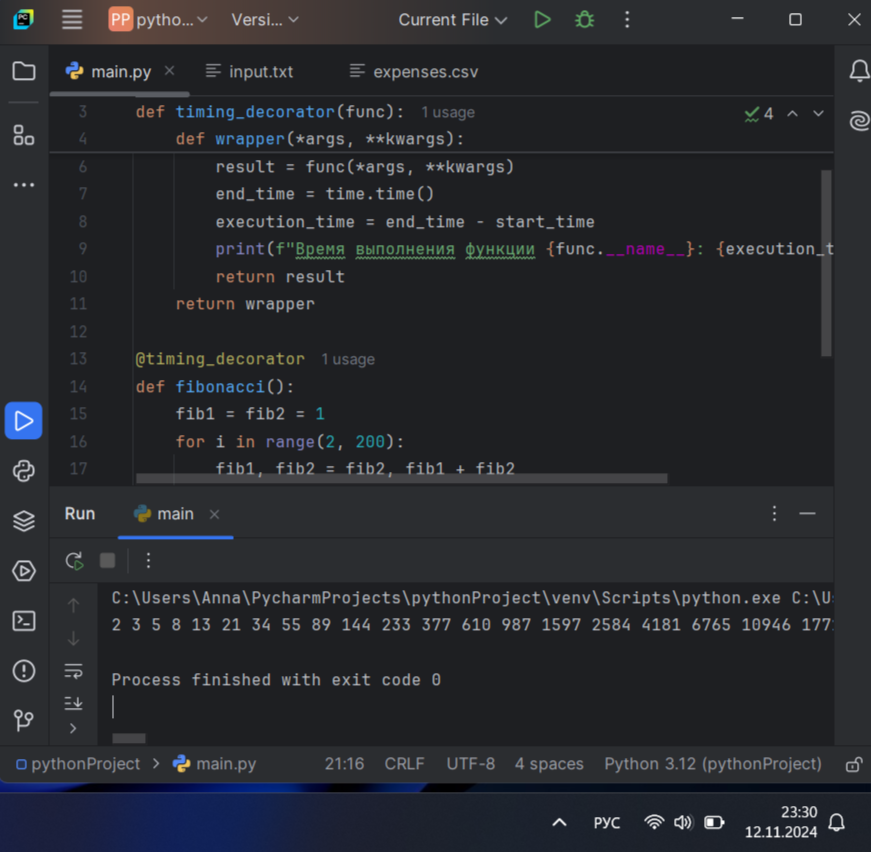 PC
PP pytho... Versi... Current File
main.py input.txt expenses.csv
3 def timing_decorator(func): 1 usage 4
4 def wrapper(*args, **kwargs):
6 result = func(*args, **kwargs)
7 end_time = time.time()
8 execution_time = end_time - start_time
9 print(f"Время выполнения функции {func.__name__}: {execution_t
10 return result
11 return wrapper
12
13 @timing_decorator 1 usage
14 def fibonacci():
15 fib1 = fib2 = 1
16 for i in range(2, 200):
17 fib1, fib2 = fib2, fib1 + fib2
Run main
C:\Users\Anna\PycharmProjects\pythonProject\venv\Scripts\python.exe C:\U
2 3 5 8 13 21 34 55 89 144 233 377 610 987 1597 2584 4181 6765 10946 177
Process finished with exit code 0
pythonProject > main.py 21:16 CRLF UTF-8 4 spaces Python 3.12 (pythonProject)
РУС 23:30
12.11.2024